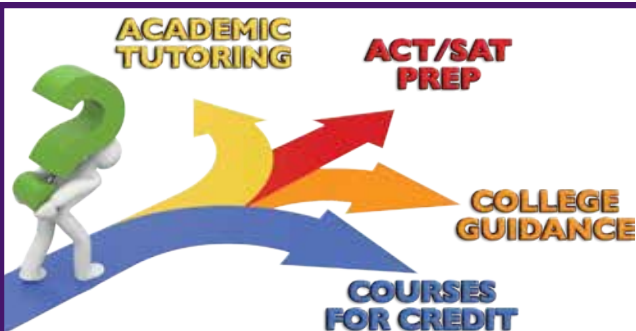 ACADEMIC
TUTORING
ACT/SAT
PREP
COLLEGE
GUIDANCE
COURSES
FOR CREDIT